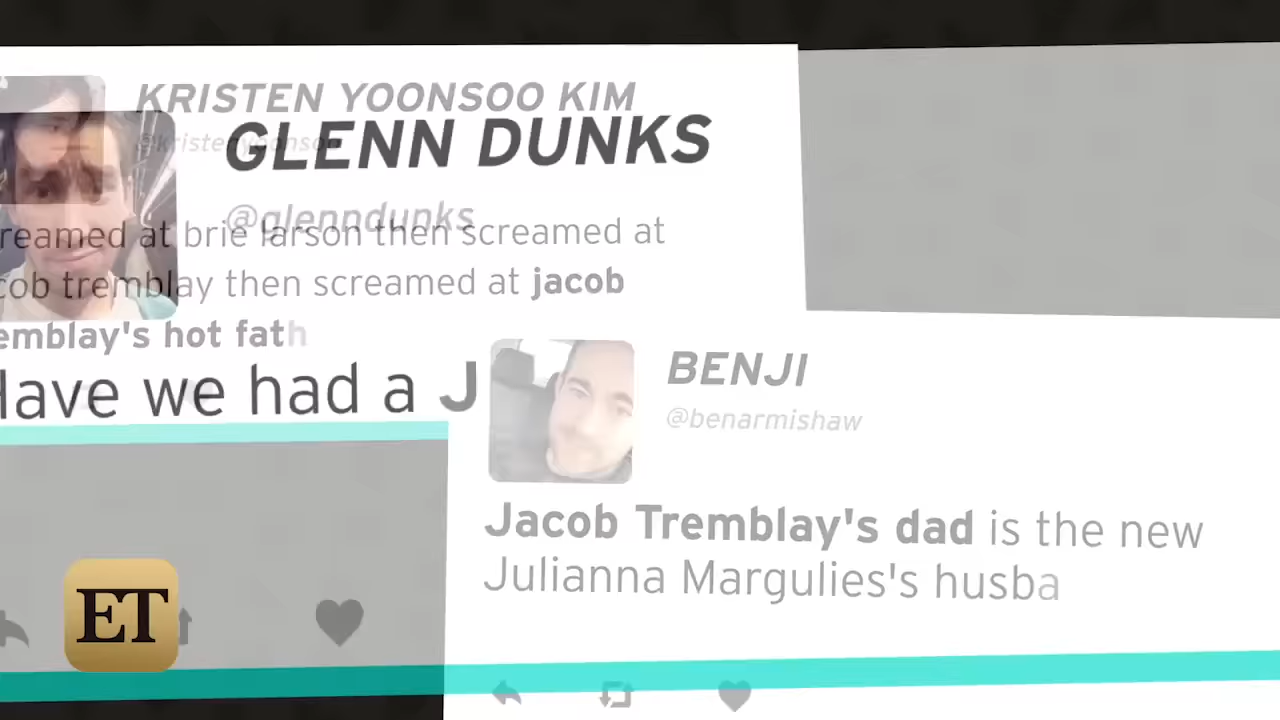 KRISTEN YOONSOO KIM
@kristenyoonsoo
GLENN DUNKS
@glenndunks
reamed at brie larson then screamed at
cob tremblay then screamed at jacob
emblay's hot fath
Have we had a J
BENJI
@benarmishaw
Jacob Tremblay's dad is the new
Julianna Margulies's husba
ET